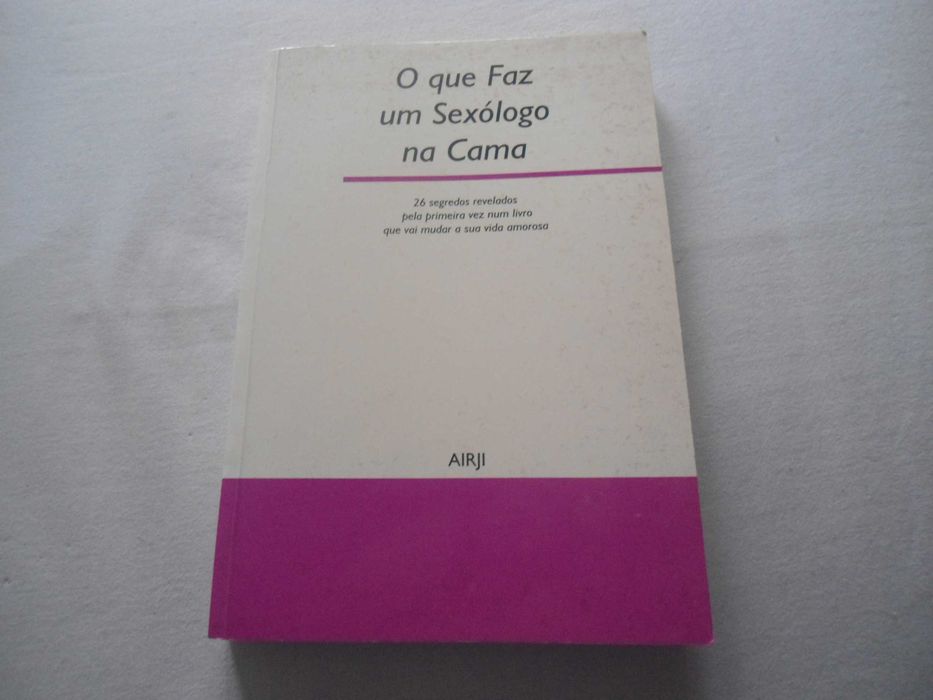 O que Faz
um Sexólogo
na Cama
26 segredos revelados
pela primeira vez num livro
que vai mudar a sua vida amorosa
AIRJI